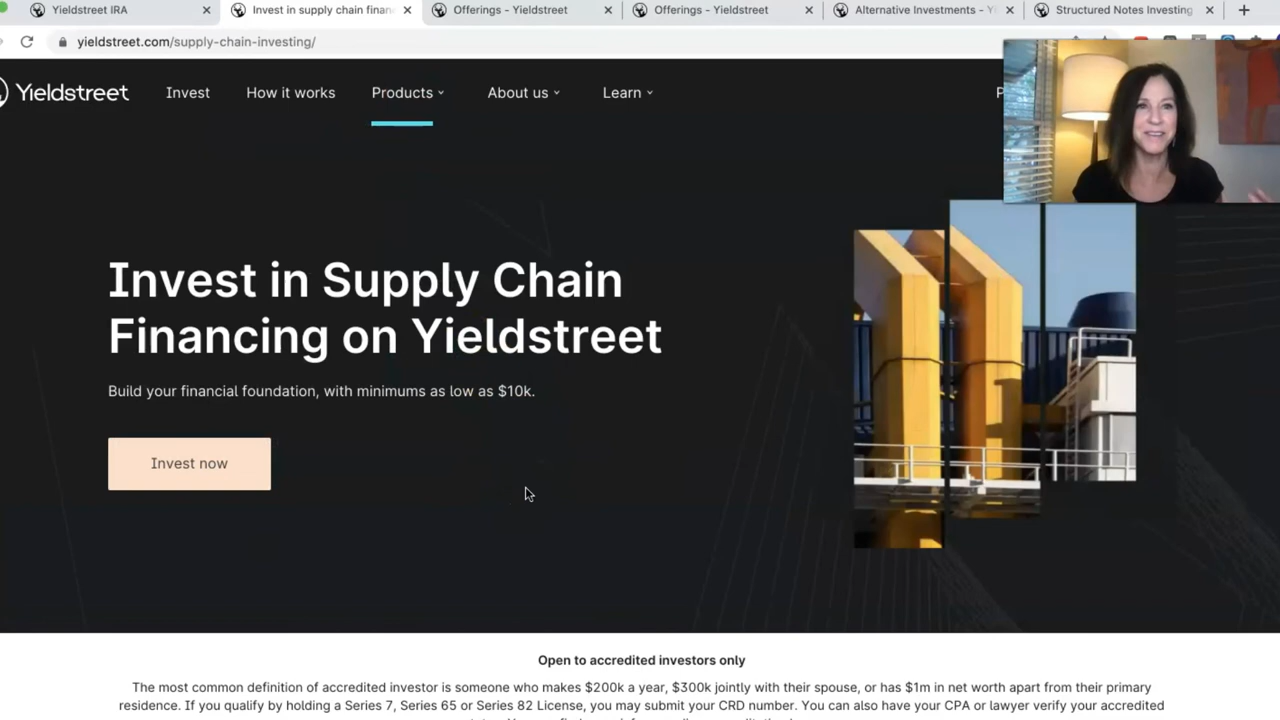 Yieldstreet IRA
Invest in supply chain finan
Offerings - Yieldstreet
Offerings - Yieldstreet
Alternative Investments - Yi
Structured Notes Investing
yieldstreet.com/supply-chain-investing/
Yieldstreet
Invest
How it works
Products
About us
Learn
P
Invest in Supply Chain
Financing on Yieldstreet
Build your financial foundation, with minimums as low as $10k.
Invest now
Open to accredited investors only
The most common definition of accredited investor is someone who makes $200k a year, $300k jointly with their spouse, or has $1m in net worth apart from their primary
residence. If you qualify by holding a Series 7, Series 65 or Series 82 License, you may submit your CRD number. You can also have your CPA or lawyer verify your accredited